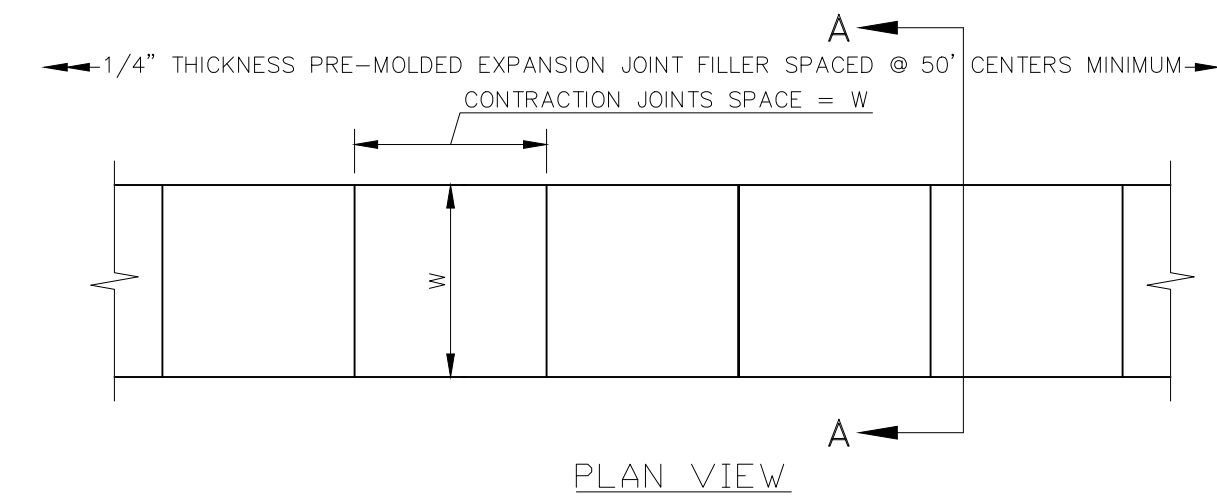 A
1/4" THICKNESS PRE-MOLDED EXPANSION JOINT FILLER SPACED @ 50' CENTERS MINIMUM
CONTRACTION JOINTS SPACE = W
W
A
PLAN VIEW